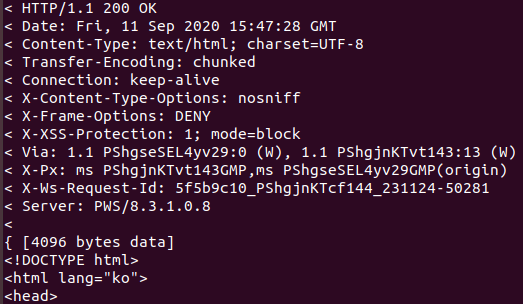 < HTTP/1.1 200 OK
< Date: Fri, 11 Sep 2020 15:47:28 GMT
< Content-Type: text/html; charset=UTF-8
< Transfer-Encoding: chunked
< Connection: keep-alive
< X-Content-Type-Options: nosniff
< X-Frame-Options: DENY
< X-XSS-Protection: 1; mode=block
< Via: 1.1 PShgseSEL4yv29:0 (W), 1.1 PShgjnKTvt143:13 (W)
< X-Px: ms PShgjnKTvt143GMP,ms PShgseSEL4yv29GMP(origin)
< X-Ws-Request-Id: 5f5b9c10_PShgjnKTcf144_231124-50281
< Server: PWS/8.3.1.0.8
<
{ [4096 bytes data]
<!DOCTYPE html>
<html lang="ko">
<head>